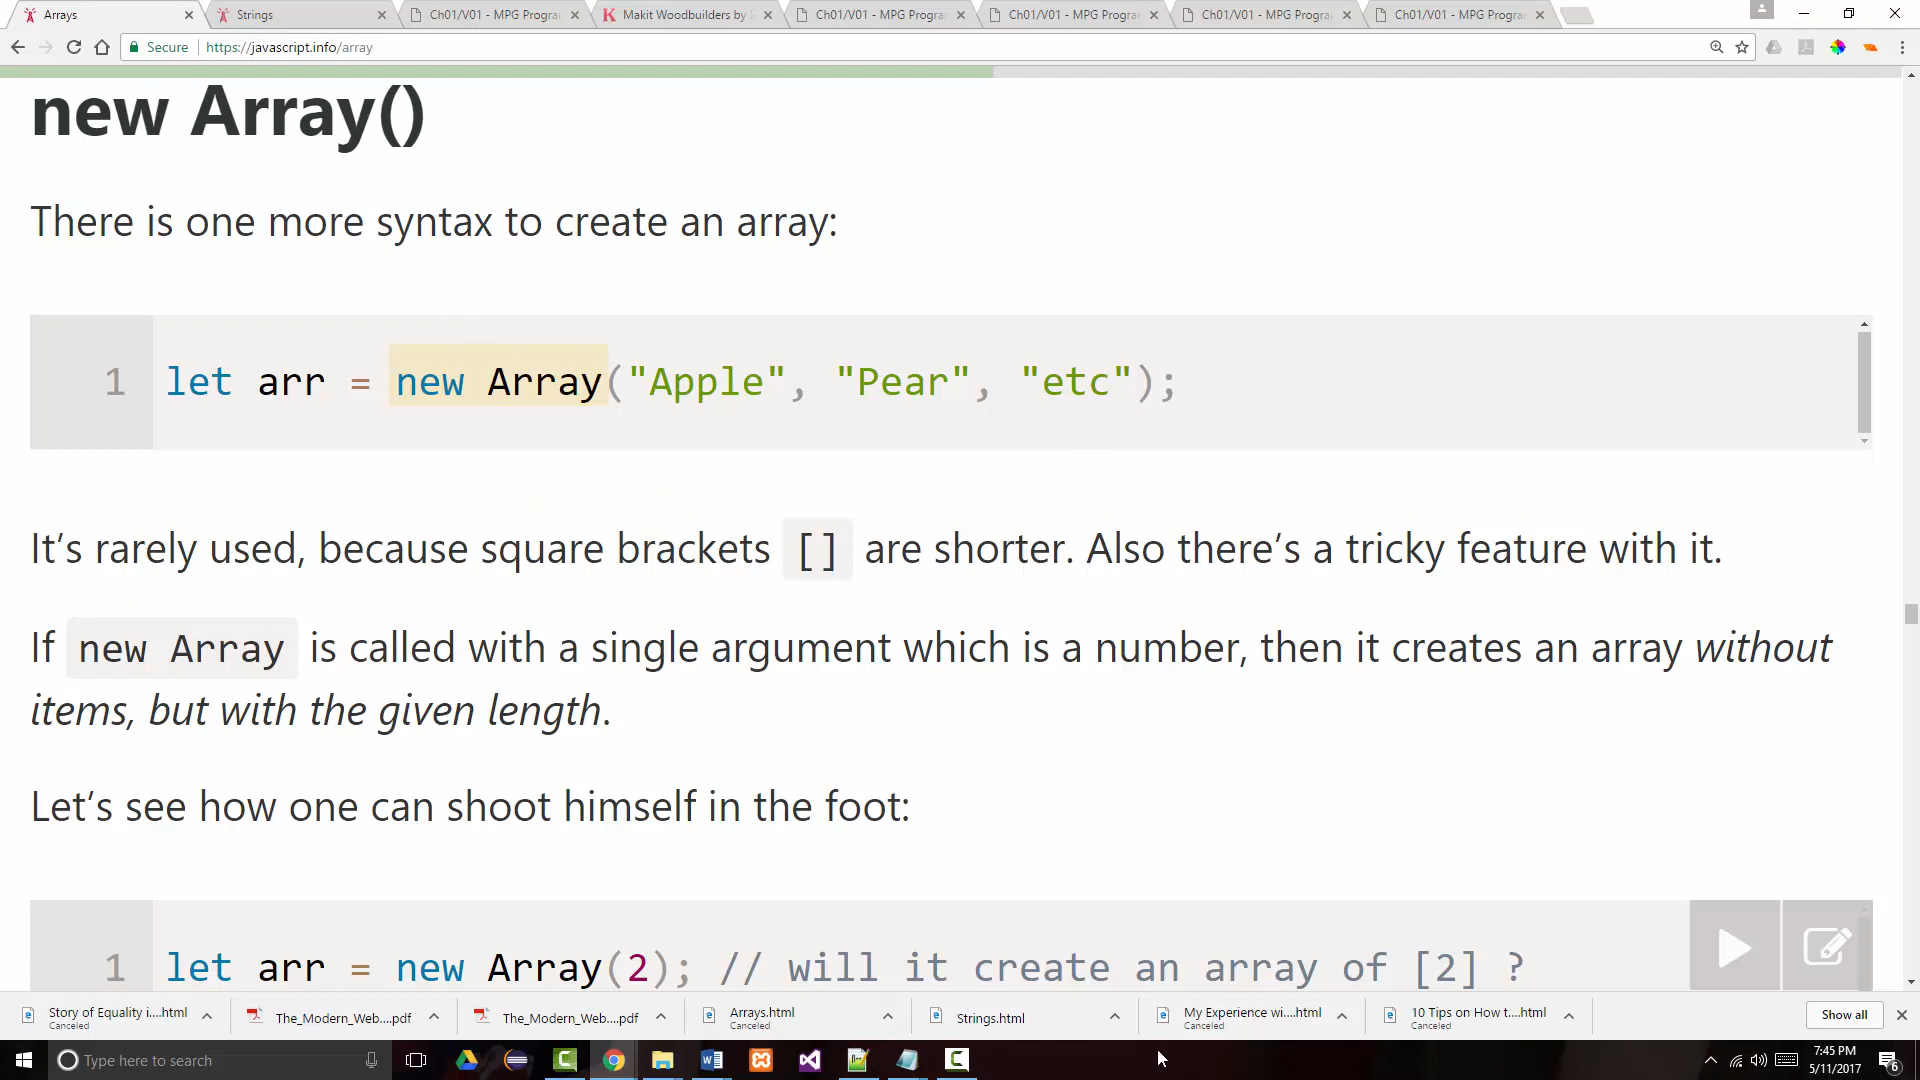 Arrays
Strings
Ch01/V01 - MPG Progra
Makit Woodbuilders by S
Ch01/V01 - MPG Progra
Ch01/V01 - MPG Progra
Ch01/V01 - MPG Progra
Ch01/V01 - MPG Progra
Secure
https://javascript.info/array
new Array()
There is one more syntax to create an array:
1 let arr = new Array("Apple", "Pear", "etc");
It’s rarely used, because square brackets [] are shorter. Also there’s a tricky feature with it.
If new Array is called with a single argument which is a number, then it creates an array without
items, but with the given length.
Let’s see how one can shoot himself in the foot:
1 let arr = new Array(2); // will it create an array of [2] ?
Story of Equality i....html
Canceled
The_Modern_Web....pdf
The_Modern_Web....pdf
Arrays.html
Canceled
Strings.html
My Experience wi....html
Canceled
10 Tips on How t....html
Canceled
Show all
Type here to search
7:45 PM
5/11/2017
6